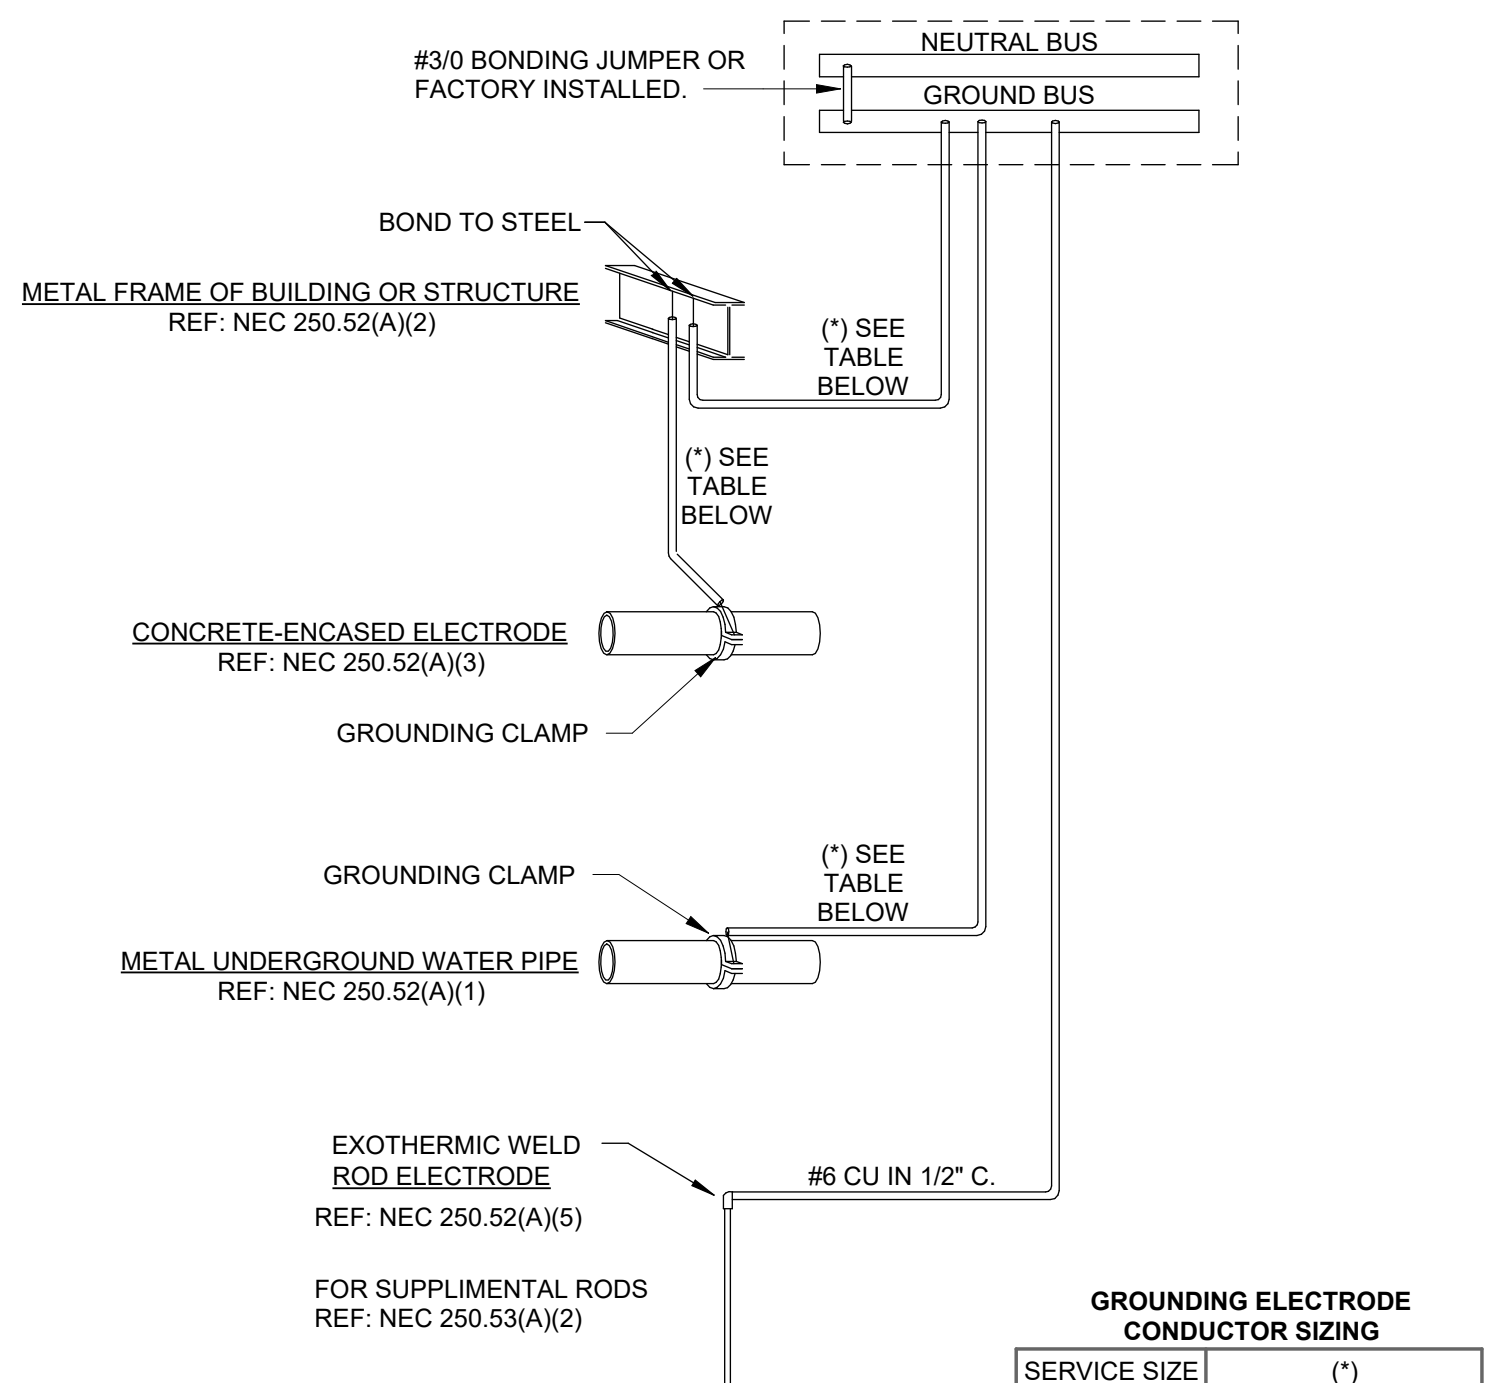 NEUTRAL BUS
#3/0 BONDING JUMPER OR
FACTORY INSTALLED.
GROUND BUS
BOND TO STEEL
METAL FRAME OF BUILDING OR STRUCTURE
REF: NEC 250.52(A)(2)
(*) SEE
TABLE
BELOW
(*) SEE
TABLE
BELOW
CONCRETE-ENCASED ELECTRODE
REF: NEC 250.52(A)(3)
GROUNDING CLAMP
(*) SEE
TABLE
BELOW
GROUNDING CLAMP
METAL UNDERGROUND WATER PIPE
REF: NEC 250.52(A)(1)
EXOTHERMIC WELD
ROD ELECTRODE
#6 CU IN 1/2" C.
REF: NEC 250.52(A)(5)
FOR SUPPLIMENTAL RODS
REF: NEC 250.53(A)(2)
GROUNDING ELECTRODE
CONDUCTOR SIZING
SERVICE SIZE (*)